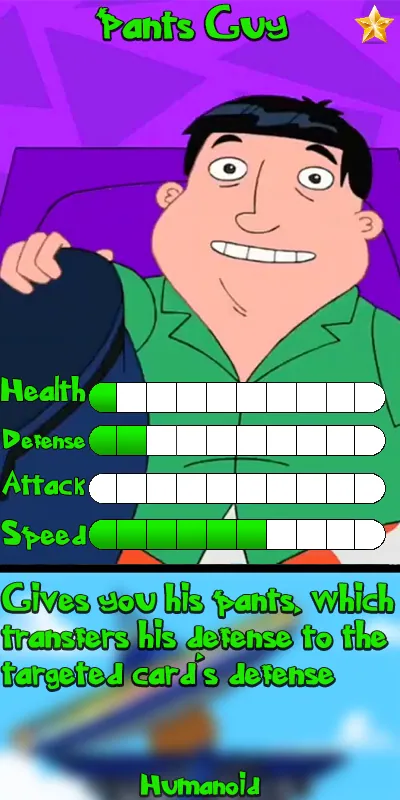 Pants Guy
Health
Defense
Attack
Speed
Gives you his pants, which
transfers his defense to the
targeted card's defense
Humanoid